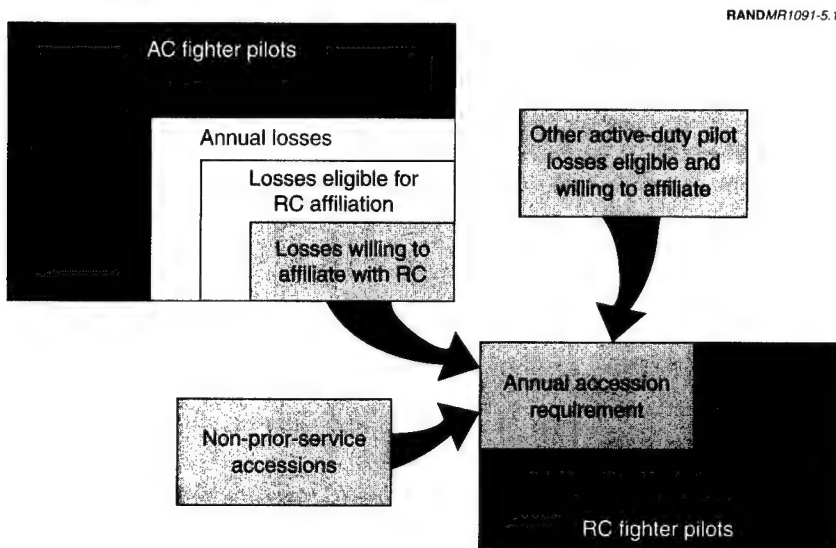 RANDMR1091-5.1
AC fighter pilots
Annual losses
Losses eligible for
RC affiliation
Losses willing to
affiliate with RC
Other active-duty pilot
losses eligible and
willing to affiliate
Annual accession
requirement
Non-prior-service
accessions
RC fighter pilots